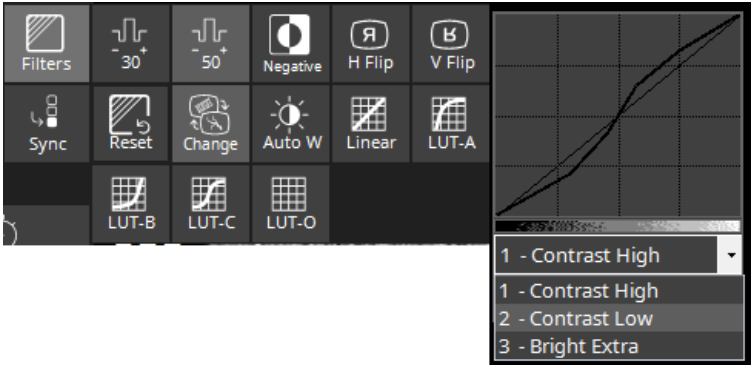 Filters
- +
30
- +
50
Negative
R
H Flip
R
V Flip
Sync
Reset
Change
Auto W
Linear
LUT-A
LUT-B
LUT-C
LUT-O
1 - Contrast High
1 - Contrast High
2 - Contrast Low
3 - Bright Extra